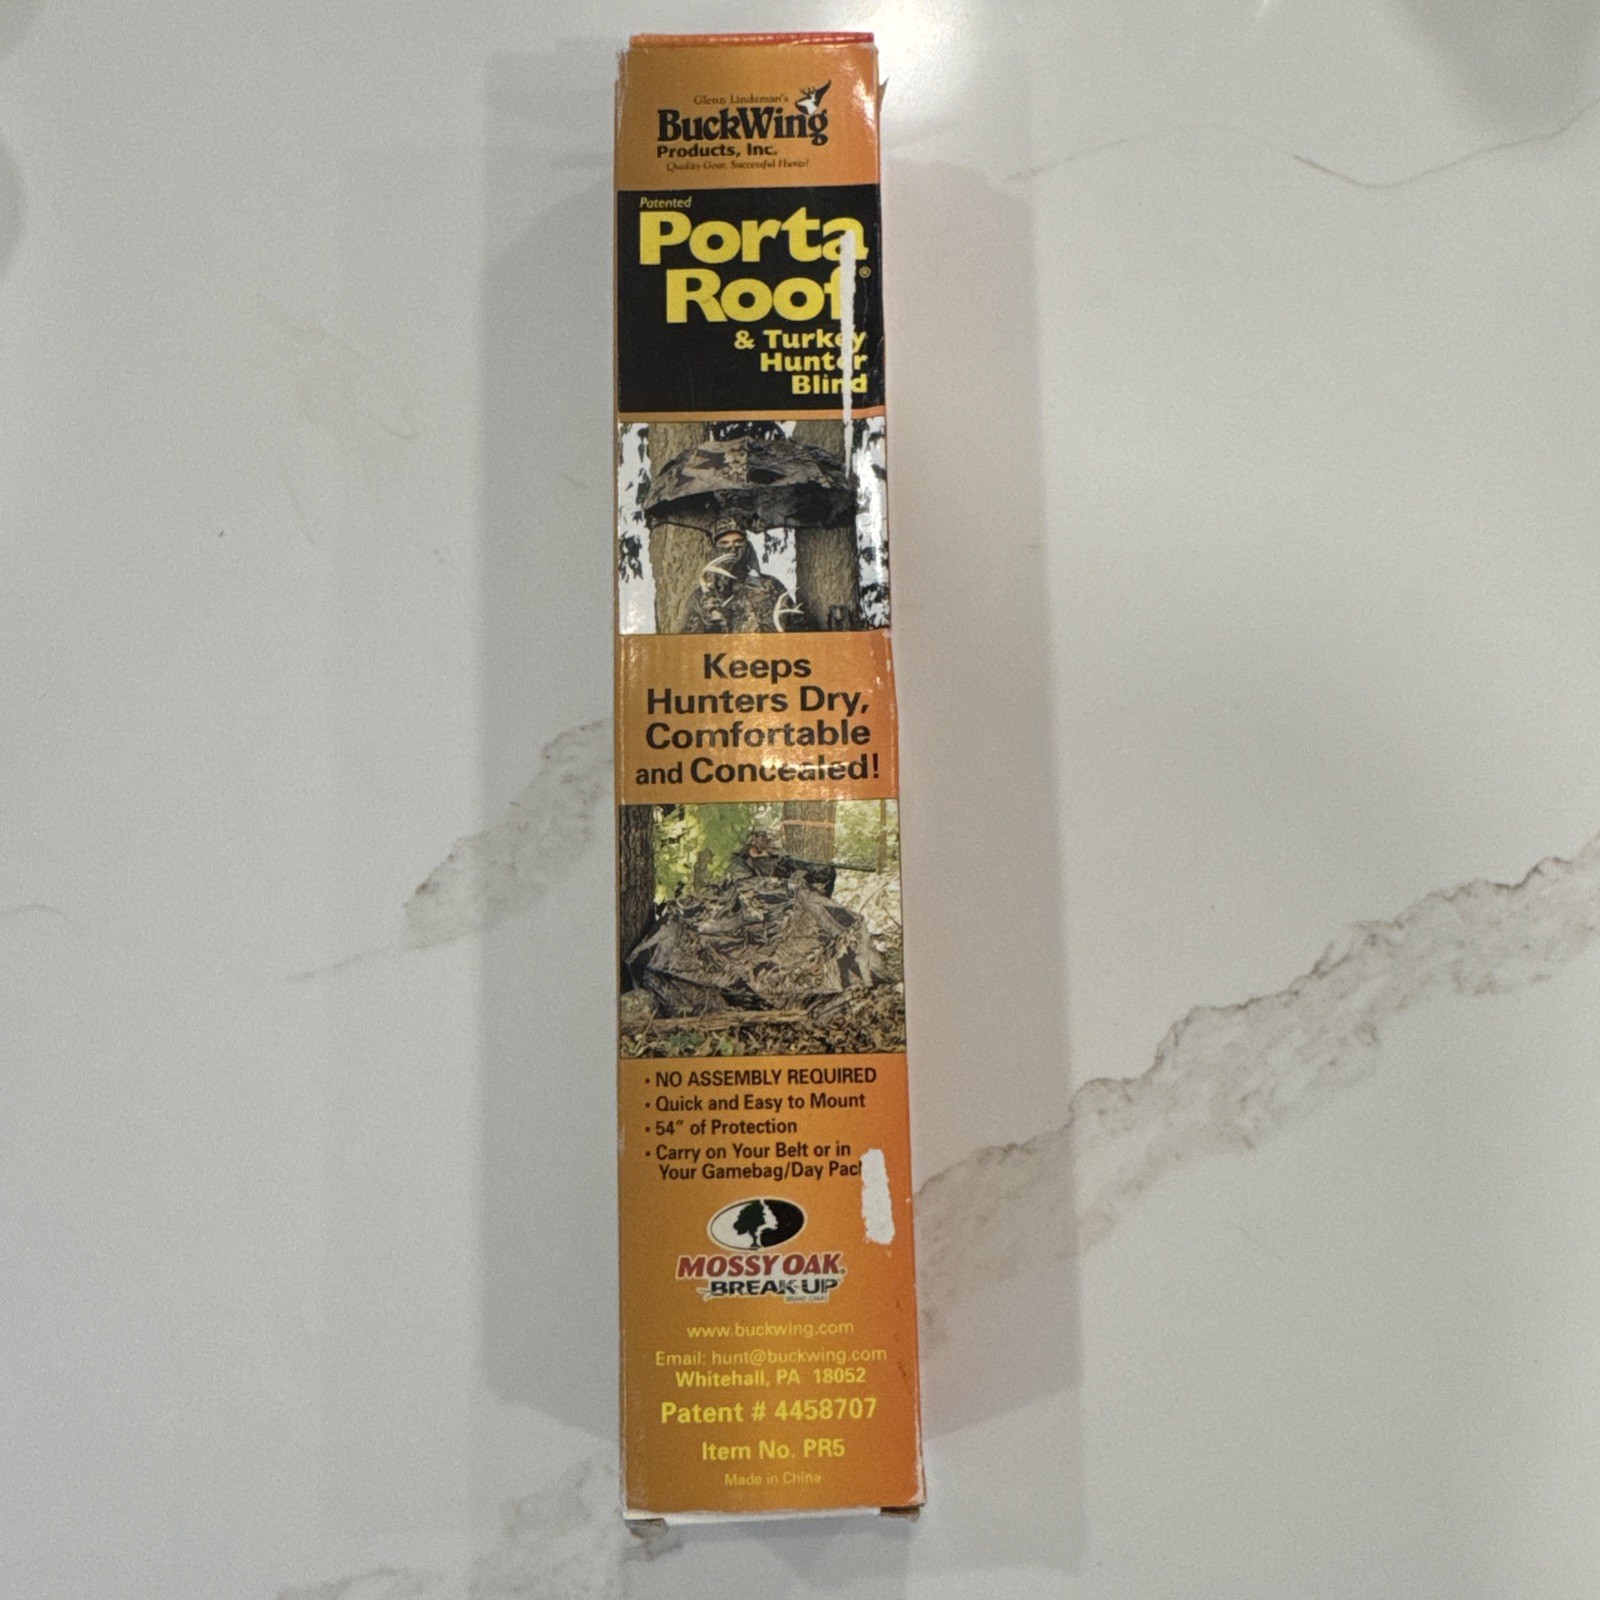 Glenn Lindaman's
BuckWing
Products, Inc.
Quality Gear. Successful Hunts!
Patented
Porta
Roof®
& Turkey
Hunter
Blind
Keeps
Hunters Dry,
Comfortable
and Concealed!
• NO ASSEMBLY REQUIRED
• Quick and Easy to Mount
• 54" of Protection
• Carry on Your Belt or in
Your Gamebag/Day Pack
MOSSY OAK®
BREAK-UP
www.buckwing.com
Email: hunt@buckwing.com
Whitehall, PA 18052
Patent # 4458707
Item No. PR5
Made in China